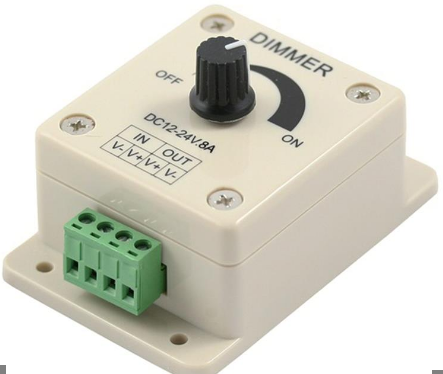 DIMMER
OFF
ON
DC12-24V.8A
IN OUT
V- V+ V+ V-